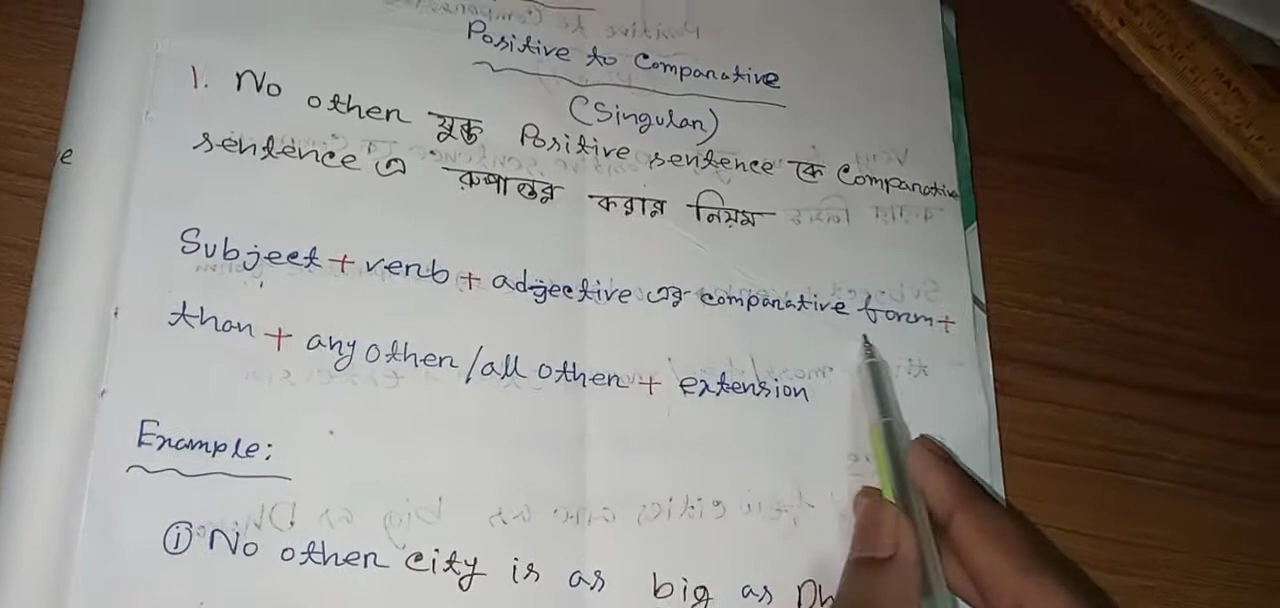 Positive to Comparative
(Singular)
1. No other যুক্ত Positive sentence কে Comparative
sentence এ রুপান্তর করার নিয়ম
Subject + verb + adjective এর comparative form +
than + any other / all other + extension
Example:
e
① No other city is as big as Dh